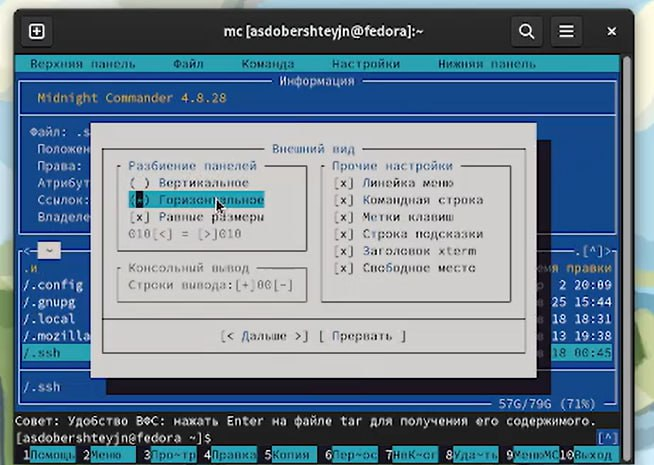 mc [asdobershteyjn@fedora]:~
Верхняя панель Файл Команда Настройки Нижняя панель
Информация
Midnight Commander 4.8.28
Файл: .s
Внешний вид
Положен
Разбиение панелей
Прочие настройки
Права:
( ) Вертикальное
[x] Линейка меню
Атрибут
Горизонтальное
[x] Командная строка
Ссылок:
[x] Равные размеры
[x] Метки клавиш
Владеле
010[<] = [>]010
[x] Строка подсказки
[x] Заголовок xterm
<- ~
.[^]>
Консольный вывод
[x] Свободное место
.и
емя правки
Строки вывода:[+]00[-]
/.config
2 20:09
/.gnupg
25 15:44
/.local
18 18:31
[< Дальше >] [ Прервать ]
/.mozilla
13 19:38
/.ssh
18 00:45
/.ssh
57G/79G (71%)
Совет: Удобство ВФС: нажать Enter на файле tar для получения его содержимого.
[asdobershteyjn@fedora ~]$ [^]
1Помощь 2Меню 3Про~тр 4Правка 5Копия 6Пер~ос 7НвК~ог 8Уда~ть 9МенюMC 10Выход